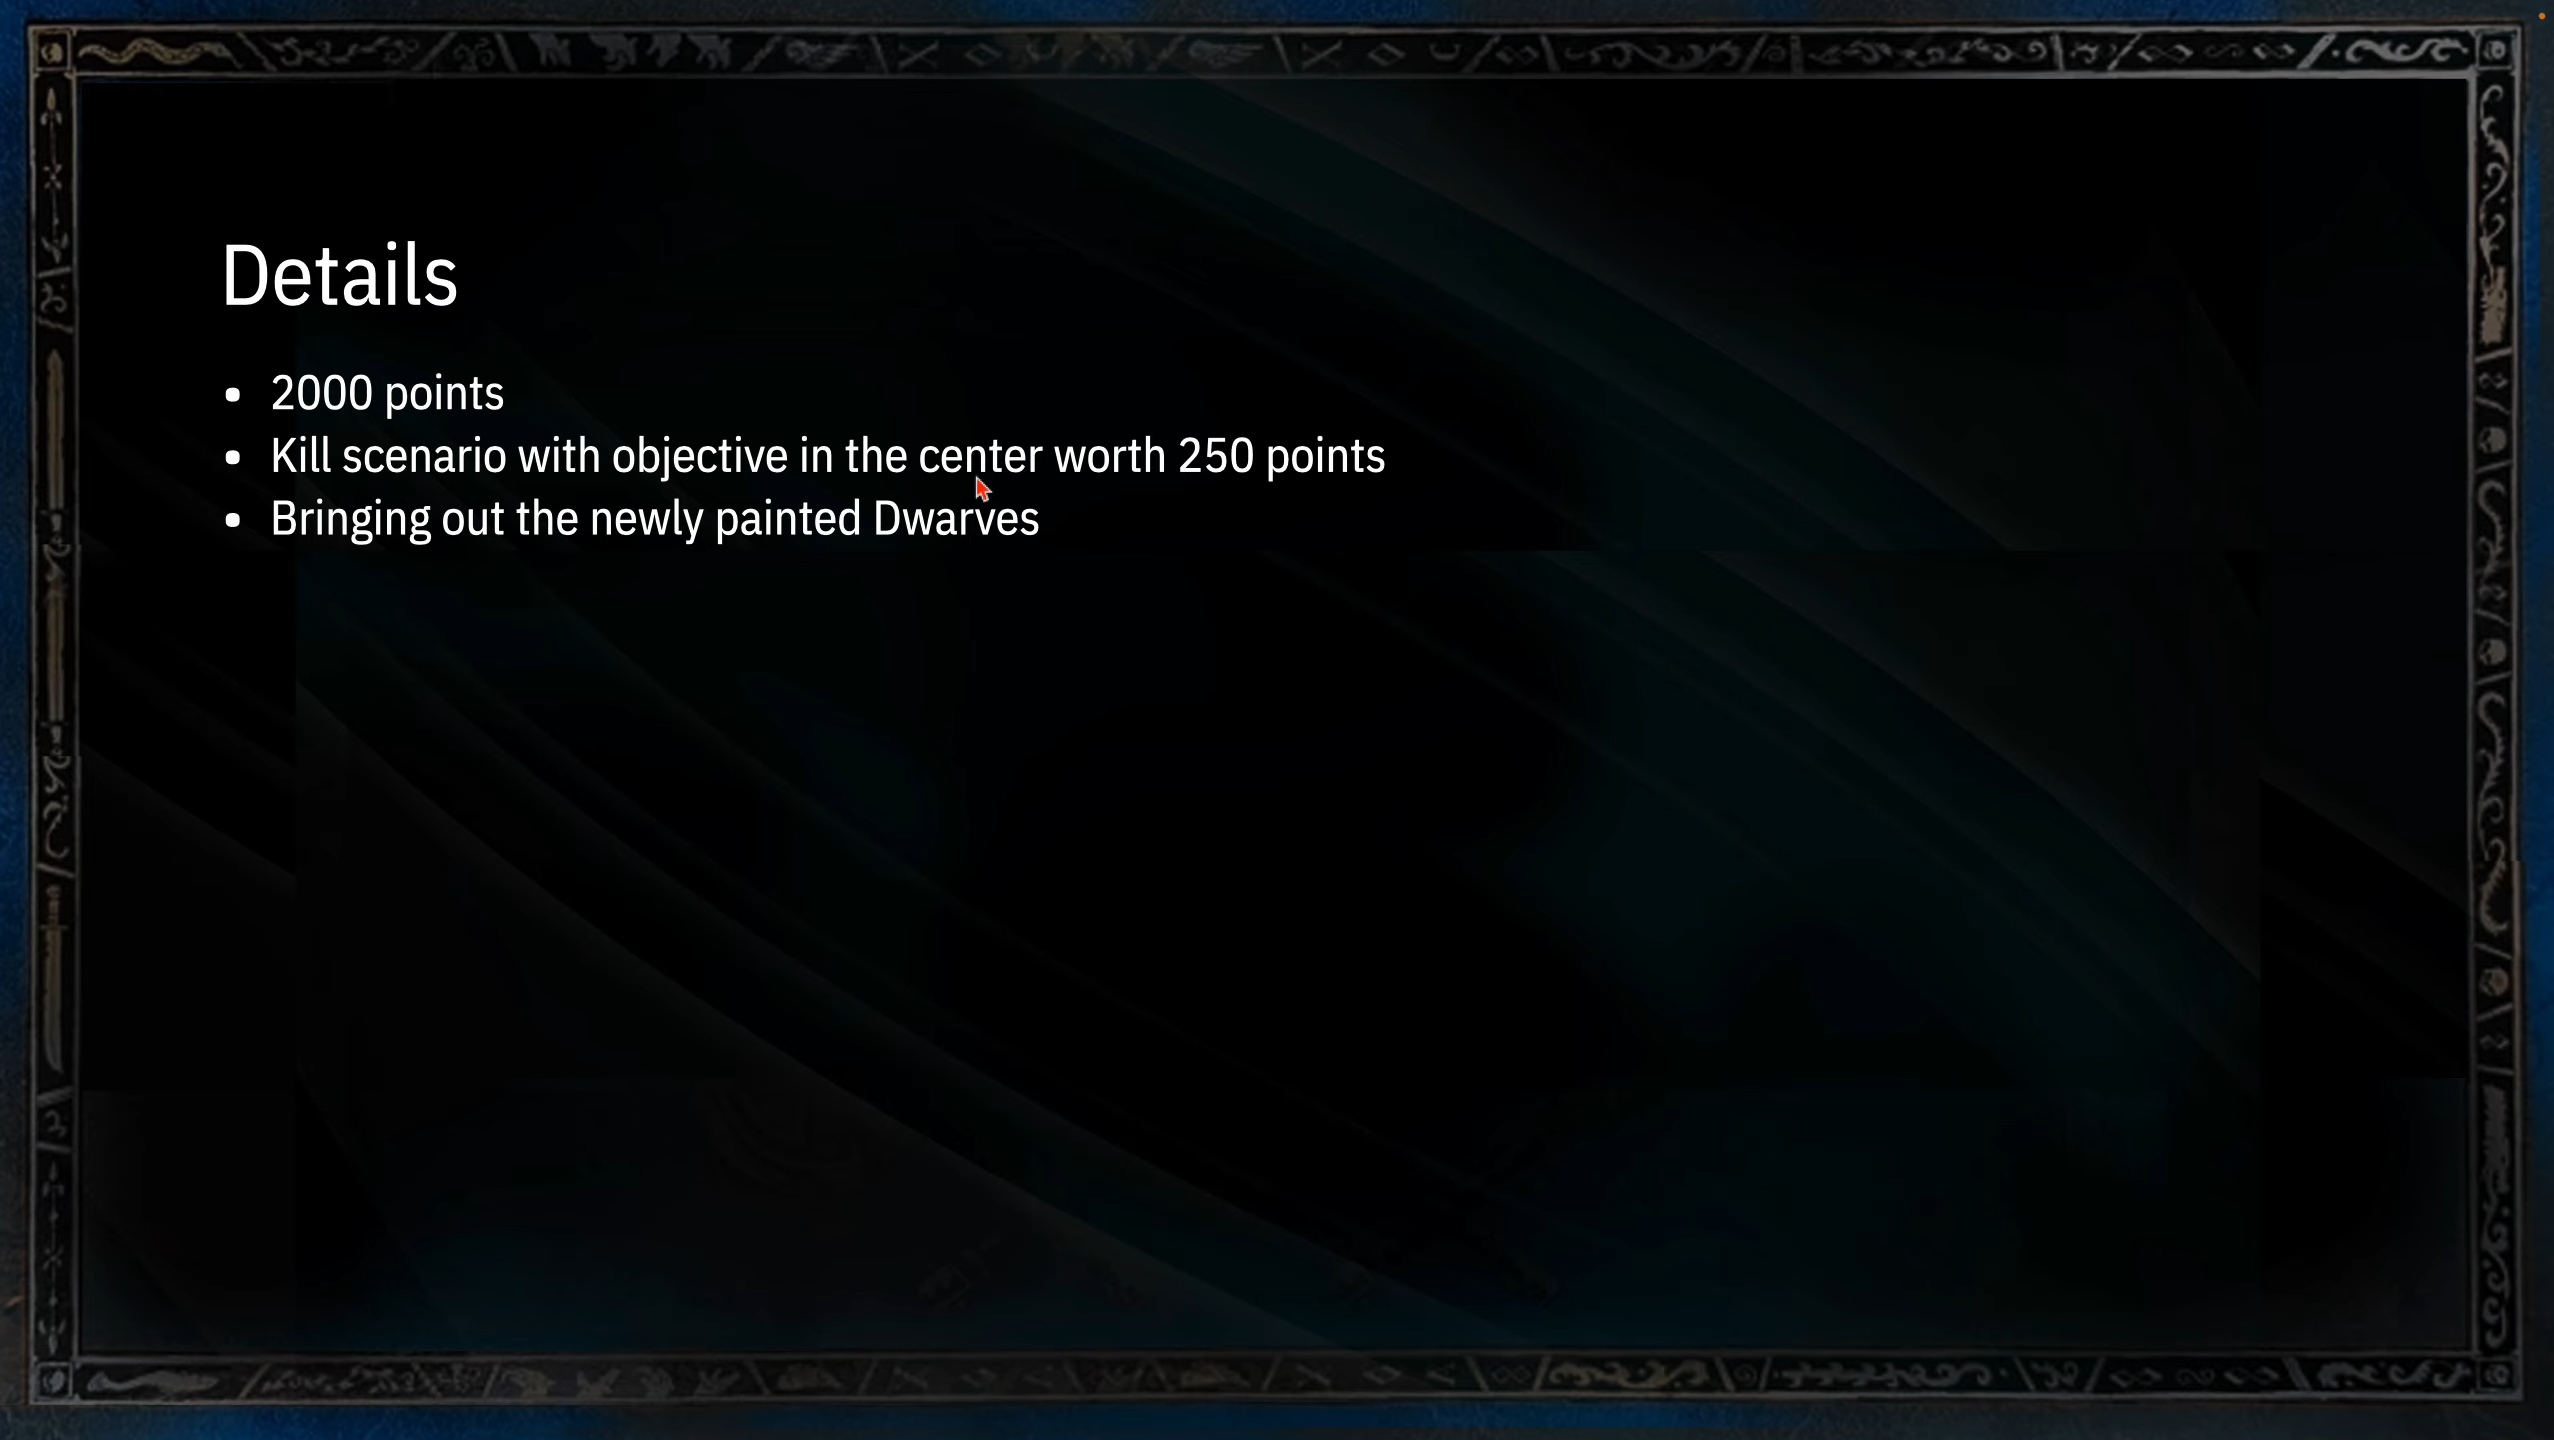 Details
• 2000 points
• Kill scenario with objective in the center worth 250 points
• Bringing out the newly painted Dwarves